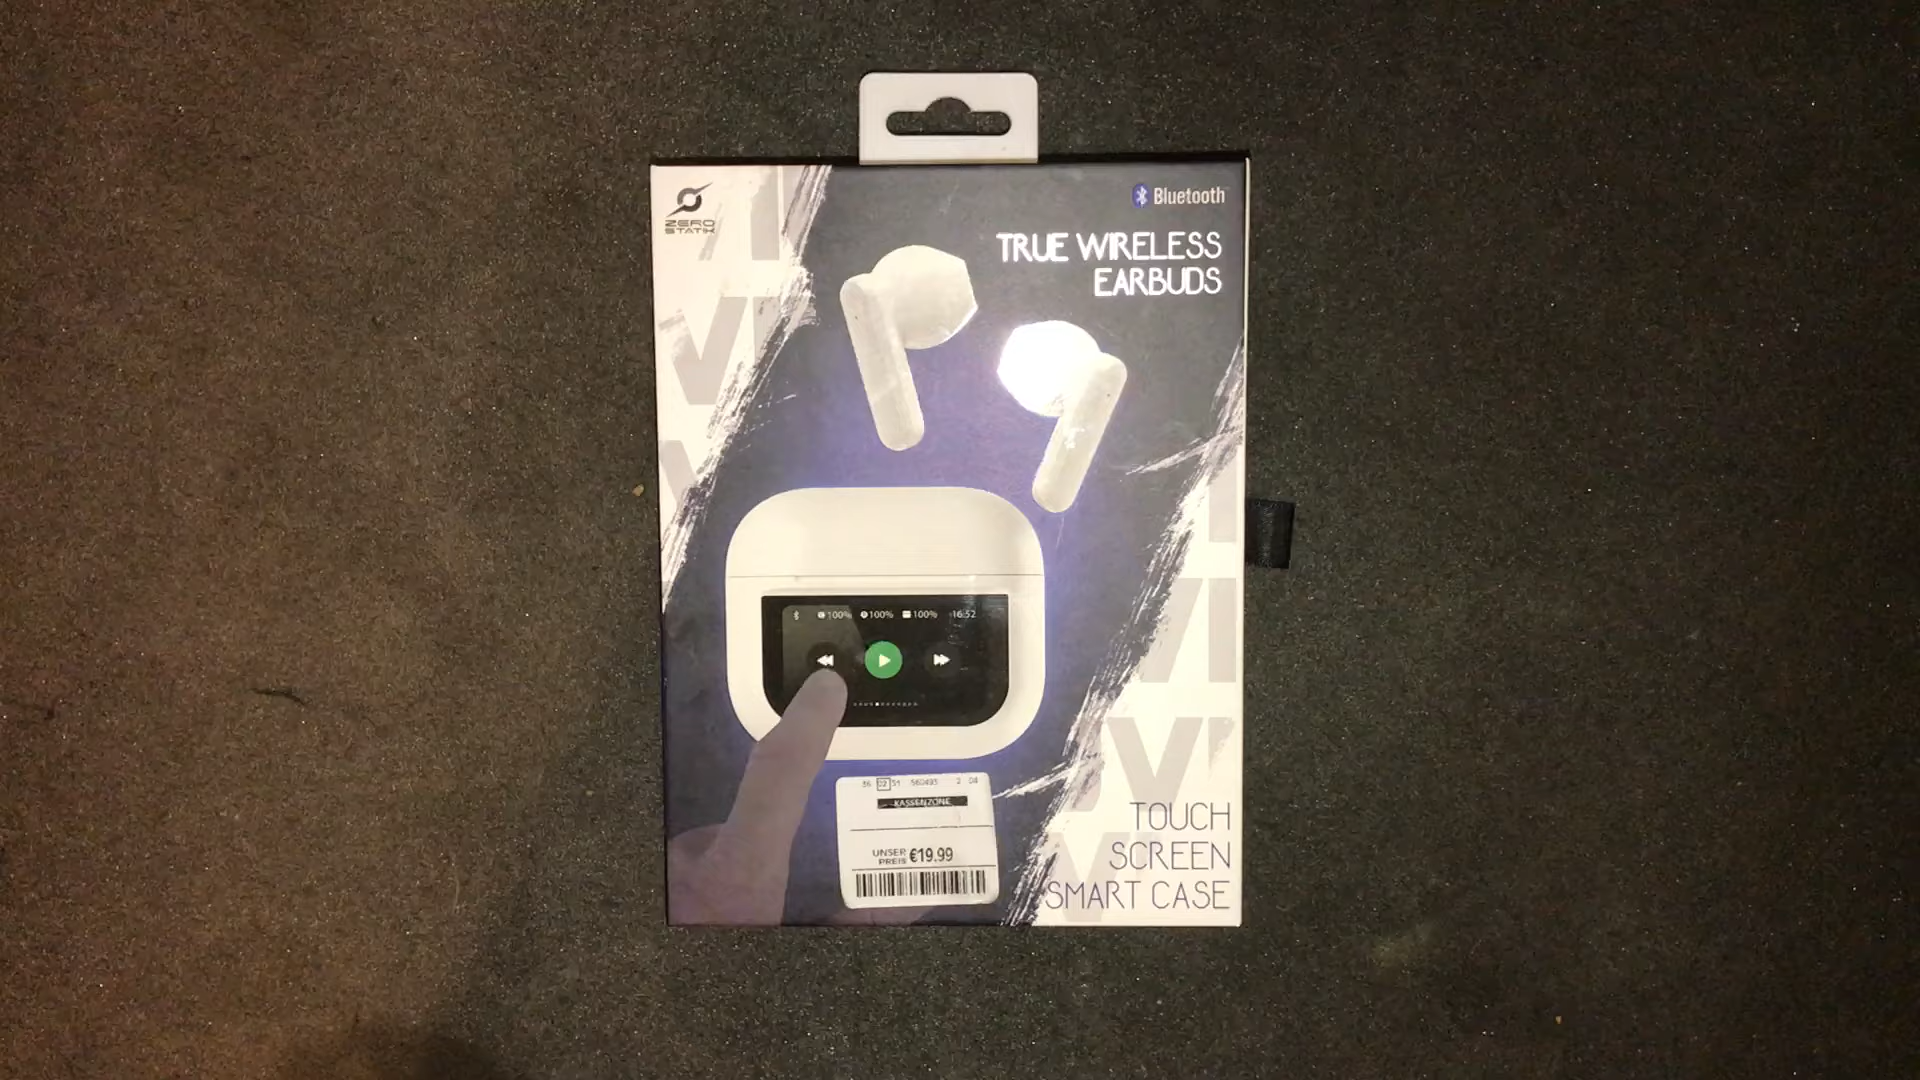 ZERO
STATIK
Bluetooth
TRUE WIRELESS
EARBUDS
100% 100% 100% 16:52
KASSENZONE
UNSER
PREIS €19.99
TOUCH
SCREEN
SMART CASE